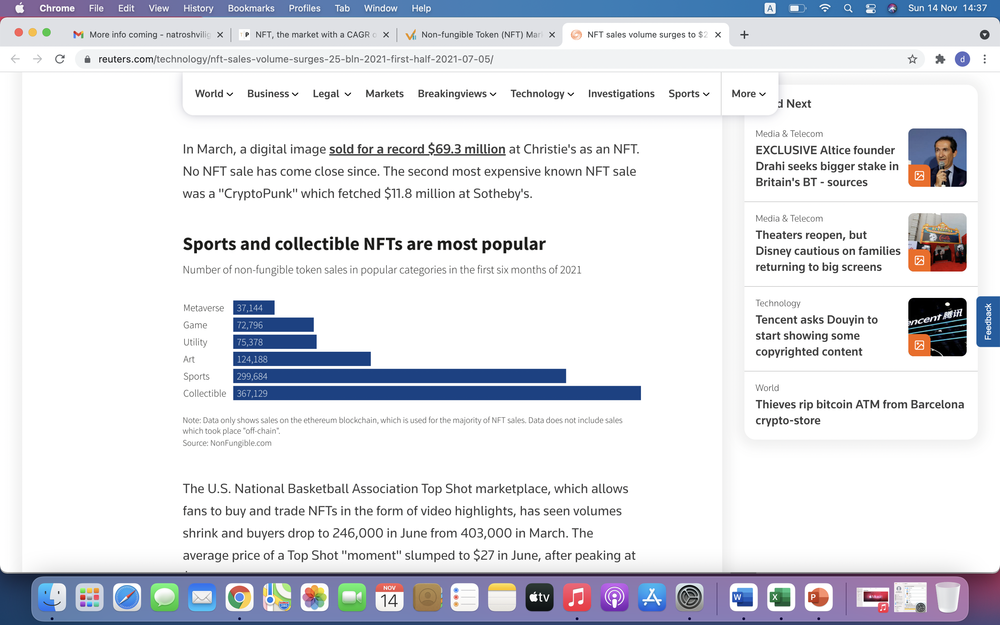 Chrome File Edit View History Bookmarks Profiles Tab Window Help A Sun 14 Nov 14:37
More info coming - natroshvilig NFT, the market with a CAGR o Non-fungible Token (NFT) Mar NFT sales volume surges to $2
reuters.com/technology/nft-sales-volume-surges-25-bln-2021-first-half-2021-07-05/ d
World Business Legal Markets Breakingviews Technology Investigations Sports More
d Next
In March, a digital image sold for a record $69.3 million at Christie's as an NFT.
No NFT sale has come close since. The second most expensive known NFT sale
was a "CryptoPunk" which fetched $11.8 million at Sotheby's.
Sports and collectible NFTs are most popular
Number of non-fungible token sales in popular categories in the first six months of 2021
Metaverse 37,144
Game 72,796
Utility 75,378
Art 124,188
Sports 299,684
Collectible 367,129
Note: Data only shows sales on the ethereum blockchain, which is used for the majority of NFT sales. Data does not include sales
which took place "off-chain".
Source: NonFungible.com
The U.S. National Basketball Association Top Shot marketplace, which allows
fans to buy and trade NFTs in the form of video highlights, has seen volumes
shrink and buyers drop to 246,000 in June from 403,000 in March. The
average price of a Top Shot "moment" slumped to $27 in June, after peaking at
Media & Telecom
EXCLUSIVE Altice founder
Drahi seeks bigger stake in
Britain's BT - sources
Media & Telecom
Theaters reopen, but
Disney cautious on families
returning to big screens
Technology
Tencent asks Douyin to
start showing some
copyrighted content
encent 腾讯
World
Thieves rip bitcoin ATM from Barcelona
crypto-store
Feedback
280
NOV
14
tv
W
X
P
Music